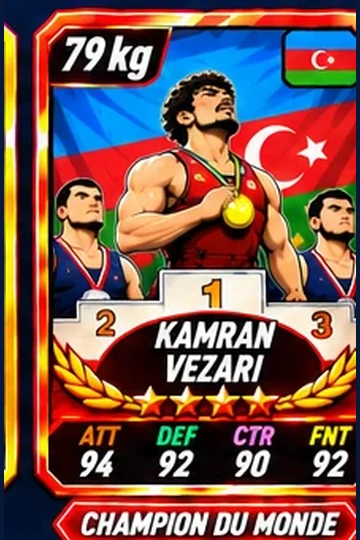 79 kg
1
2
3
KAMRAN
VEZARI
ATT DEF CTR FNT
94 92 90 92
CHAMPION DU MONDE